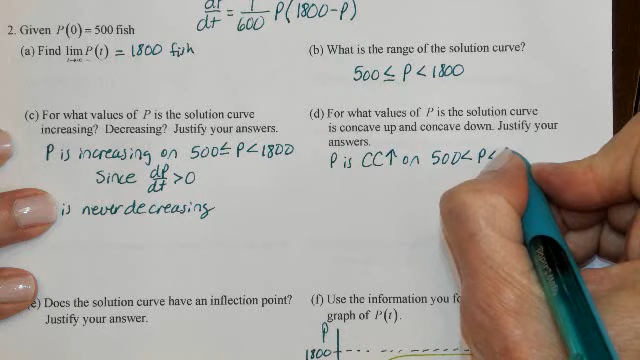 dP/dt = 1/600 P(1800-P)
2. Given P(0) = 500 fish
(a) Find lim t→∞ P(t) = 1800 fish
(b) What is the range of the solution curve?
500 ≤ P < 1800
(c) For what values of P is the solution curve
increasing? Decreasing? Justify your answers.
P is increasing on 500 ≤ P < 1800
Since dP/dt > 0
is never decreasing
(d) For what values of P is the solution curve
is concave up and concave down. Justify your
answers.
P is CC↑ on 500 < P <
(e) Does the solution curve have an inflection point?
Justify your answer.
(f) Use the information you
graph of P(t).
P
1800